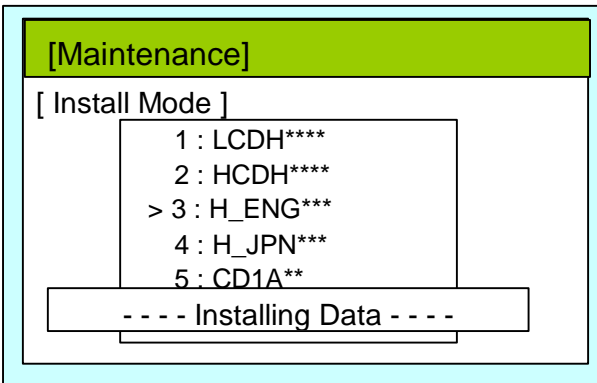 [Maintenance]
[ Install Mode ]
1 : LCDH****
2 : HCDH****
> 3 : H_ENG***
4 : H_JPN***
5 : CD1A**
- - - - Installing Data - - - -